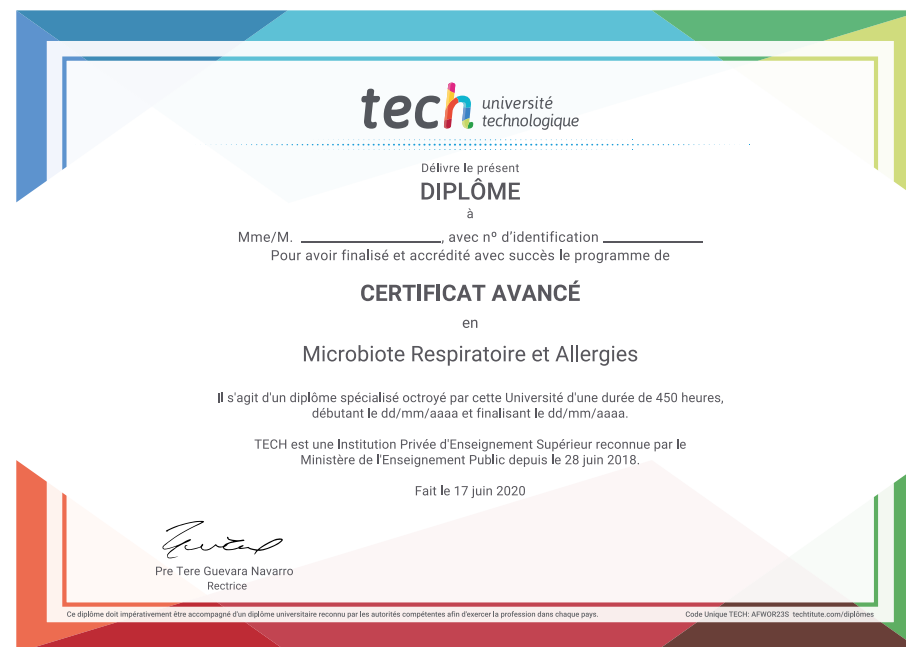 tech université
technologique
Délivre le présent
DIPLÔME
à
Mme/M. ____________________, avec nº d'identification ______________
Pour avoir finalisé et accrédité avec succès le programme de
CERTIFICAT AVANCÉ
en
Microbiote Respiratoire et Allergies
Il s'agit d'un diplôme spécialisé octroyé par cette Université d'une durée de 450 heures,
débutant le dd/mm/aaaa et finalisant le dd/mm/aaaa.
TECH est une Institution Privée d'Enseignement Supérieur reconnue par le
Ministère de l'Enseignement Public depuis le 28 juin 2018.
Fait le 17 juin 2020
Pre Tere Guevara Navarro
Rectrice
Ce diplôme doit impérativement être accompagné d'un diplôme universitaire reconnu par les autorités compétentes afin d'exercer la profession dans chaque pays.
Code Unique TECH: AFWOR23S techtitute.com/diplômes